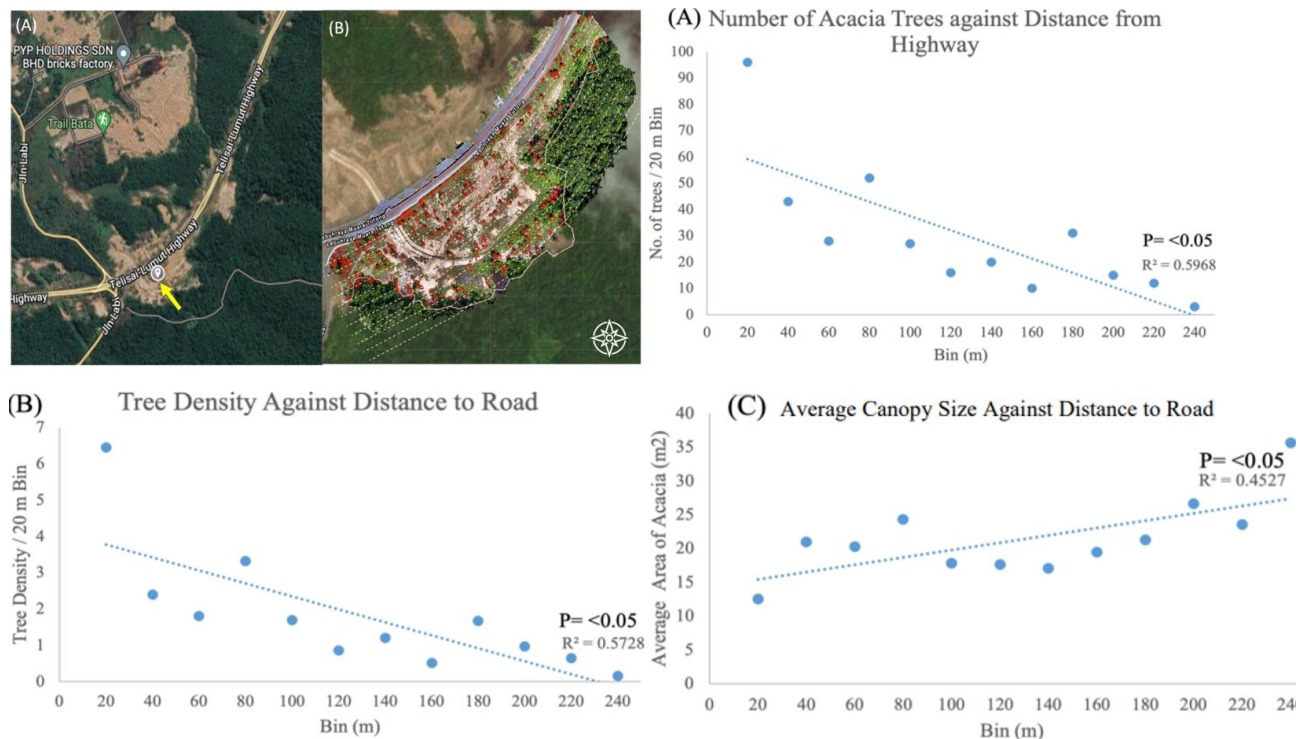 (A)
PYP HOLDINGS SDN
BHD bricks factory
Trail Bata
Jln Labi
Telisai-Lumut Highway
Telisai-Lumut Highway
Highway
Jln Labi
(B)
(A) Number of Acacia Trees against Distance from
Highway
No. of trees / 20 m Bin
100
90
80
70
60
50
40
30
20
10
0
P= <0.05
R² = 0.5968
0 20 40 60 80 100 120 140 160 180 200 220 240
Bin (m)
(B) Tree Density Against Distance to Road
Tree Density / 20 m Bin
7
6
5
4
3
2
1
0
P= <0.05
R² = 0.5728
0 20 40 60 80 100 120 140 160 180 200 220 240
Bin (m)
(C) Average Canopy Size Against Distance to Road
Average Area of Acacia (m2)
40
35
30
25
20
15
10
5
0
P= <0.05
R² = 0.4527
0 20 40 60 80 100 120 140 160 180 200 220 240
Bin (m)